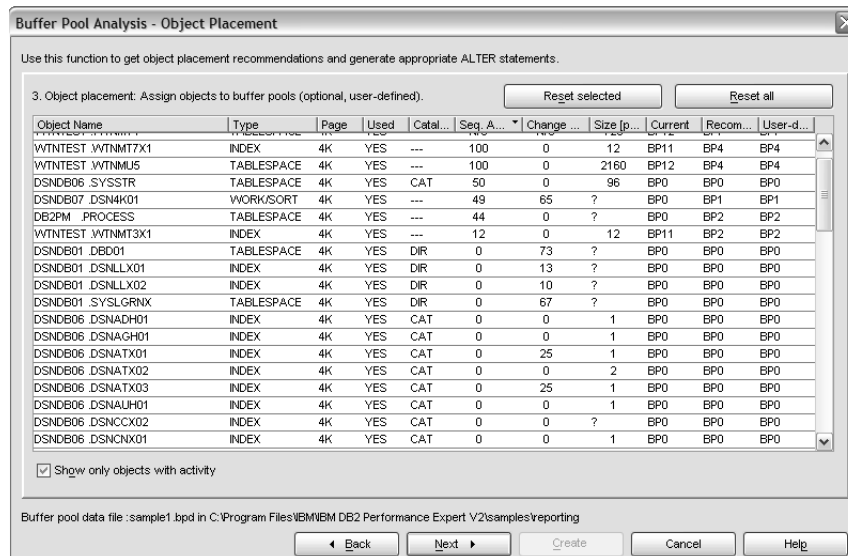 Buffer Pool Analysis - Object Placement
Use this function to get object placement recommendations and generate appropriate ALTER statements.
3. Object placement: Assign objects to buffer pools (optional, user-defined). Reset selected Reset all
Object Name Type Page Used Catal... Seq. A... Change ... Size [p... Current Recom... User-d...
WTNTEST .WTNMT7X1 INDEX 4K YES --- 100 0 12 BP11 BP4 BP4
WTNTEST .WTNMU5 TABLESPACE 4K YES --- 100 0 2160 BP12 BP4 BP4
DSNDB06 .SYSSTR TABLESPACE 4K YES CAT 50 0 96 BP0 BP0 BP0
DSNDB07 .DSN4K01 WORK/SORT 4K YES --- 49 65 ? BP0 BP1 BP1
DB2PM .PROCESS TABLESPACE 4K YES --- 44 0 ? BP0 BP2 BP2
WTNTEST .WTNMT3X1 INDEX 4K YES --- 12 0 12 BP11 BP2 BP2
DSNDB01 .DBD01 TABLESPACE 4K YES DIR 0 73 ? BP0 BP0 BP0
DSNDB01 .DSNLLX01 INDEX 4K YES DIR 0 13 ? BP0 BP0 BP0
DSNDB01 .DSNLLX02 INDEX 4K YES DIR 0 10 ? BP0 BP0 BP0
DSNDB01 .SYSLGRNX TABLESPACE 4K YES DIR 0 67 ? BP0 BP0 BP0
DSNDB06 .DSNADH01 INDEX 4K YES CAT 0 0 1 BP0 BP0 BP0
DSNDB06 .DSNAGH01 INDEX 4K YES CAT 0 0 1 BP0 BP0 BP0
DSNDB06 .DSNATX01 INDEX 4K YES CAT 0 25 1 BP0 BP0 BP0
DSNDB06 .DSNATX02 INDEX 4K YES CAT 0 0 2 BP0 BP0 BP0
DSNDB06 .DSNATX03 INDEX 4K YES CAT 0 25 1 BP0 BP0 BP0
DSNDB06 .DSNAUH01 INDEX 4K YES CAT 0 0 1 BP0 BP0 BP0
DSNDB06 .DSNCCX02 INDEX 4K YES CAT 0 0 ? BP0 BP0 BP0
DSNDB06 .DSNCNX01 INDEX 4K YES CAT 0 0 1 BP0 BP0 BP0
Show only objects with activity
Buffer pool data file :sample1.bpd in C:\Program Files\IBM\IBM DB2 Performance Expert V2\samples\reporting
Back Next Create Cancel Help